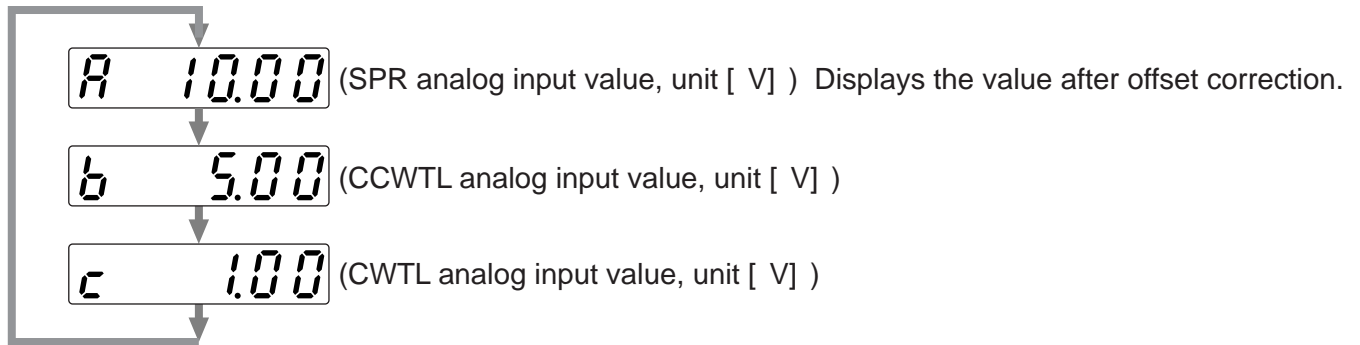 A 10.00 (SPR analog input value, unit [ V] ) Displays the value after offset correction.
b 5.00 (CCWTL analog input value, unit [ V] )
c 1.00 (CWTL analog input value, unit [ V] )